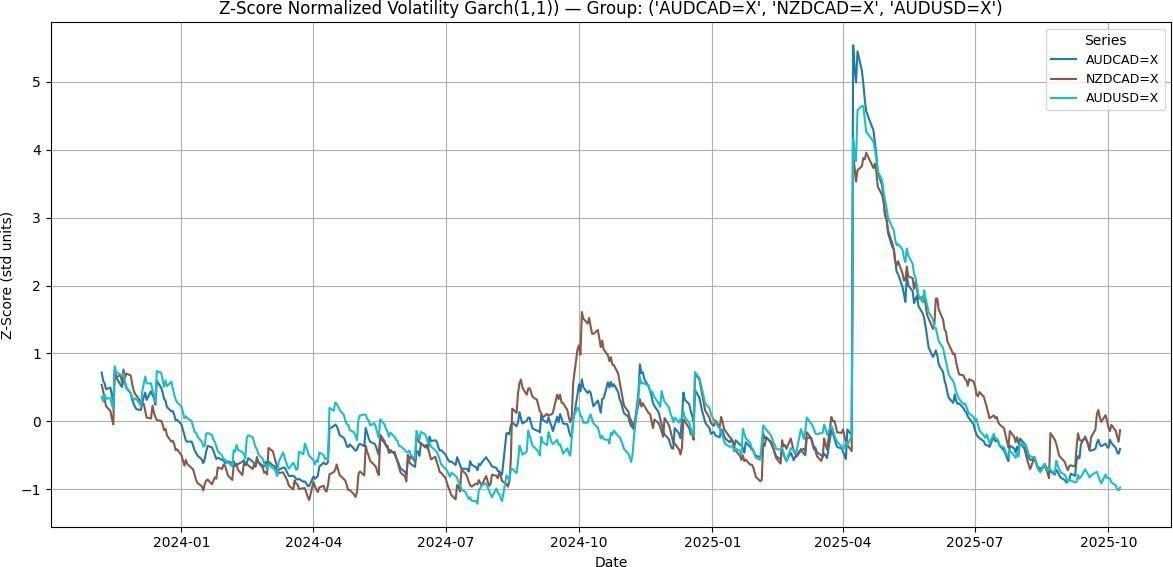 Z-Score Normalized Volatility Garch(1,1)) — Group: ('AUDCAD=X', 'NZDCAD=X', 'AUDUSD=X')
Series
AUDCAD=X
NZDCAD=X
AUDUSD=X
Z-Score (std units)
5
4
3
2
1
0
−1
2024-01
2024-04
2024-07
2024-10
2025-01
2025-04
2025-07
2025-10
Date